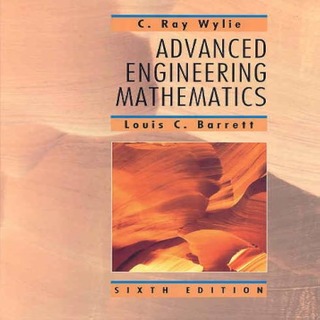 C. Ray Wylie
ADVANCED
ENGINEERING
MATHEMATICS
Louis C. Barrett
SIXTH EDITION